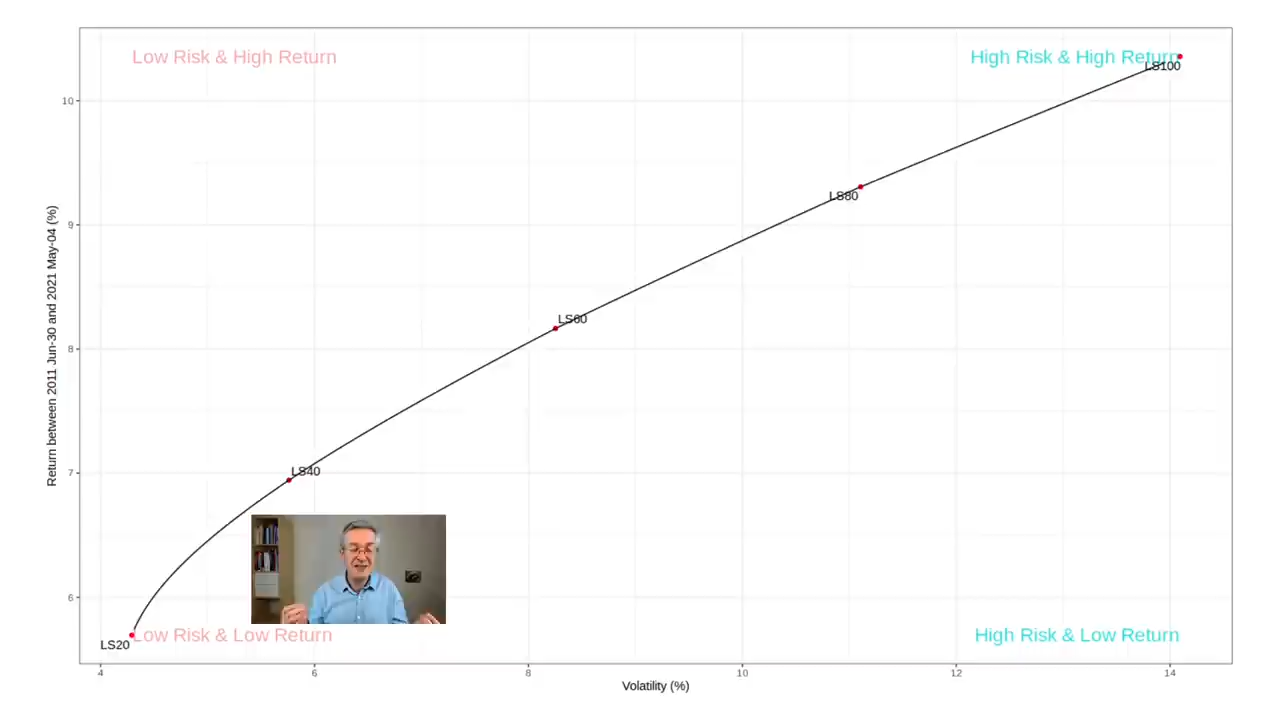 Low Risk & High Return
High Risk & High Return
LS100
10
LS80
9
LS60
8
LS40
7
6
Low Risk & Low Return
High Risk & Low Return
LS20
4
6
8
10
12
14
Volatility (%)
Return between 2011 Jun-30 and 2021 May-04 (%)